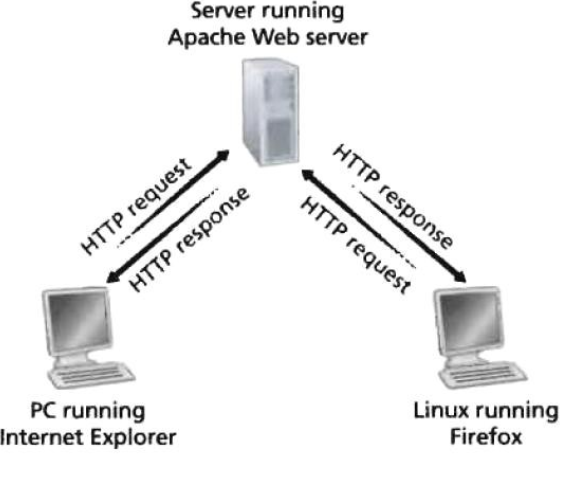 Server running
Apache Web server
HTTP request
HTTP response
HTTP response
HTTP request
PC running
Internet Explorer
Linux running
Firefox